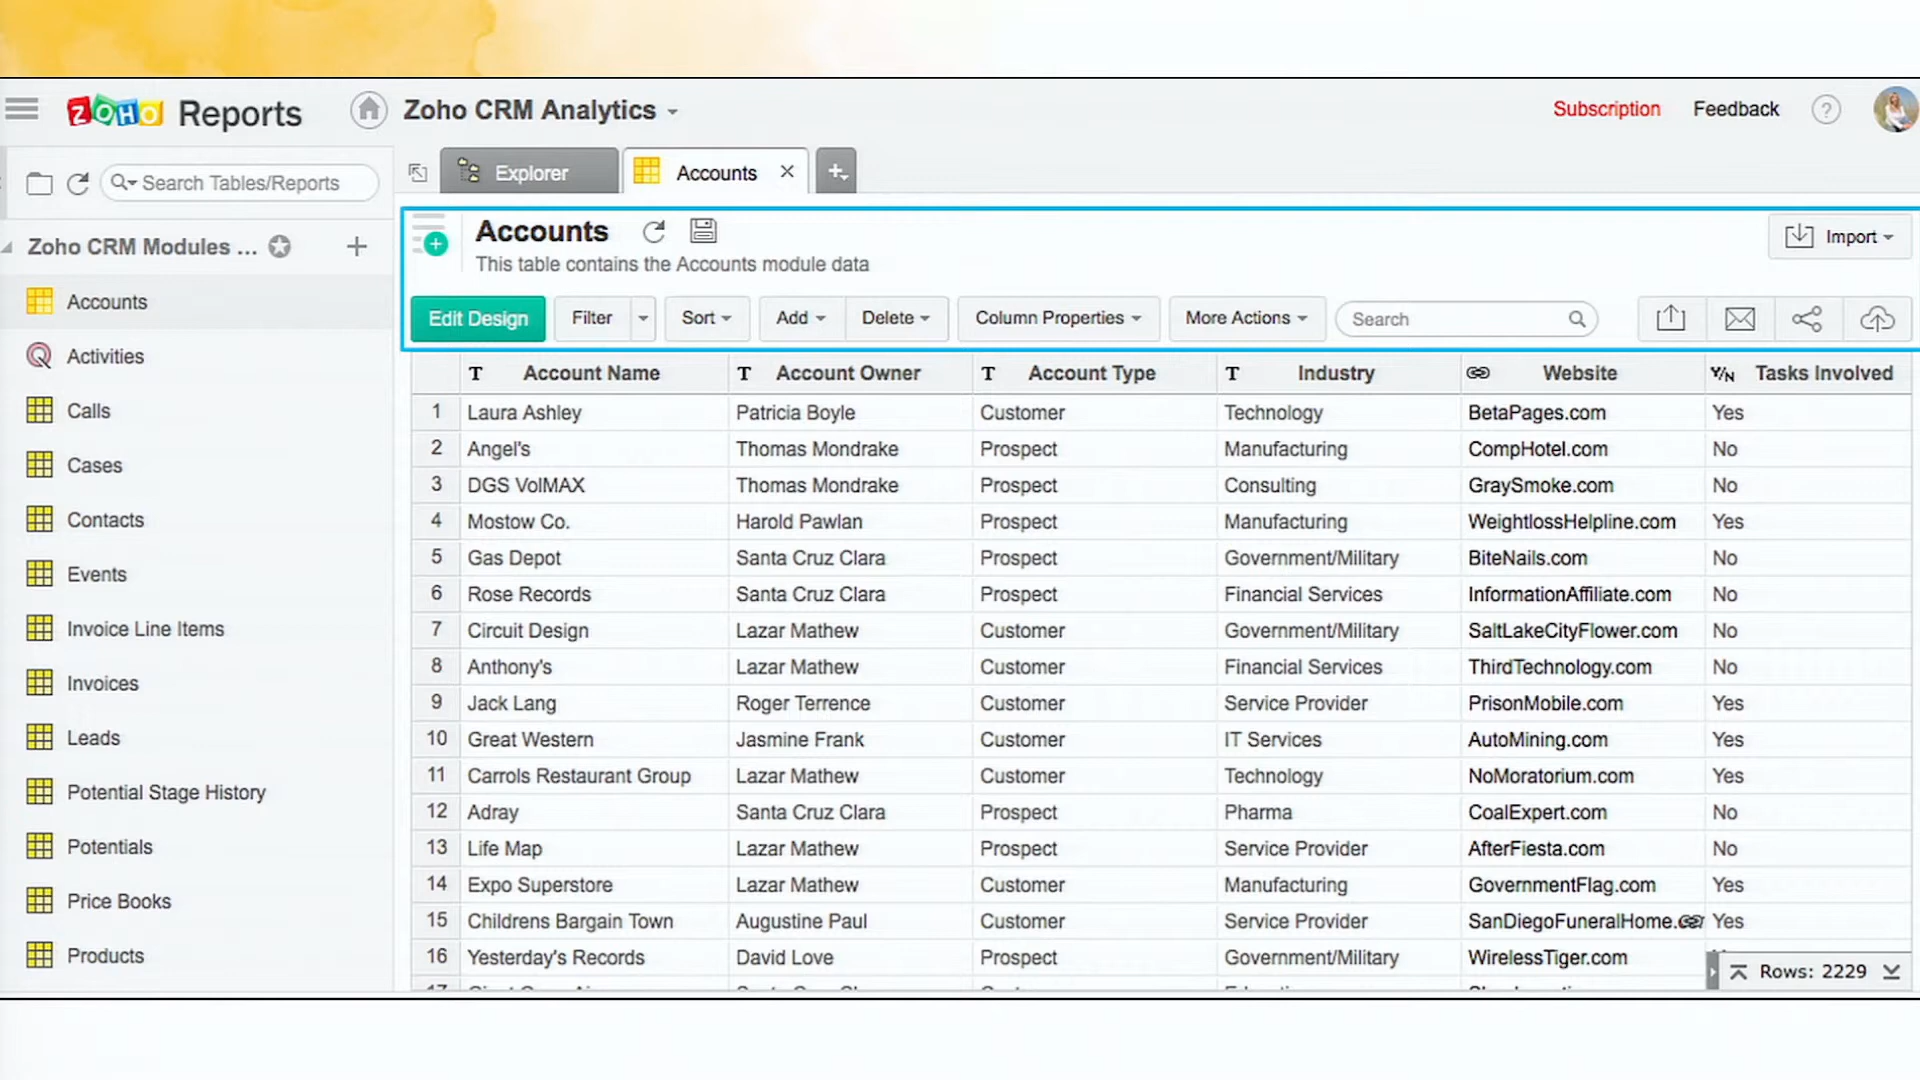 ZOHO Reports
Zoho CRM Analytics
Subscription
Feedback
?
Search Tables/Reports
Explorer
Accounts
Zoho CRM Modules ...
Accounts
Activities
Calls
Cases
Contacts
Events
Invoice Line Items
Invoices
Leads
Potential Stage History
Potentials
Price Books
Products
Accounts
This table contains the Accounts module data
Import
Edit Design Filter Sort Add Delete Column Properties More Actions Search
T Account Name T Account Owner T Account Type T Industry Website Y/N Tasks Involved
1 Laura Ashley Patricia Boyle Customer Technology BetaPages.com Yes
2 Angel's Thomas Mondrake Prospect Manufacturing CompHotel.com No
3 DGS VolMAX Thomas Mondrake Prospect Consulting GraySmoke.com No
4 Mostow Co. Harold Pawlan Prospect Manufacturing WeightlossHelpline.com Yes
5 Gas Depot Santa Cruz Clara Prospect Government/Military BiteNails.com No
6 Rose Records Santa Cruz Clara Prospect Financial Services InformationAffiliate.com No
7 Circuit Design Lazar Mathew Customer Government/Military SaltLakeCityFlower.com No
8 Anthony's Lazar Mathew Customer Financial Services ThirdTechnology.com No
9 Jack Lang Roger Terrence Customer Service Provider PrisonMobile.com Yes
10 Great Western Jasmine Frank Customer IT Services AutoMining.com Yes
11 Carrols Restaurant Group Lazar Mathew Customer Technology NoMoratorium.com Yes
12 Adray Santa Cruz Clara Prospect Pharma CoalExpert.com No
13 Life Map Lazar Mathew Prospect Service Provider AfterFiesta.com No
14 Expo Superstore Lazar Mathew Customer Manufacturing GovernmentFlag.com Yes
15 Childrens Bargain Town Augustine Paul Customer Service Provider SanDiegoFuneralHome. Yes
16 Yesterday's Records David Love Prospect Government/Military WirelessTiger.com
Rows: 2229